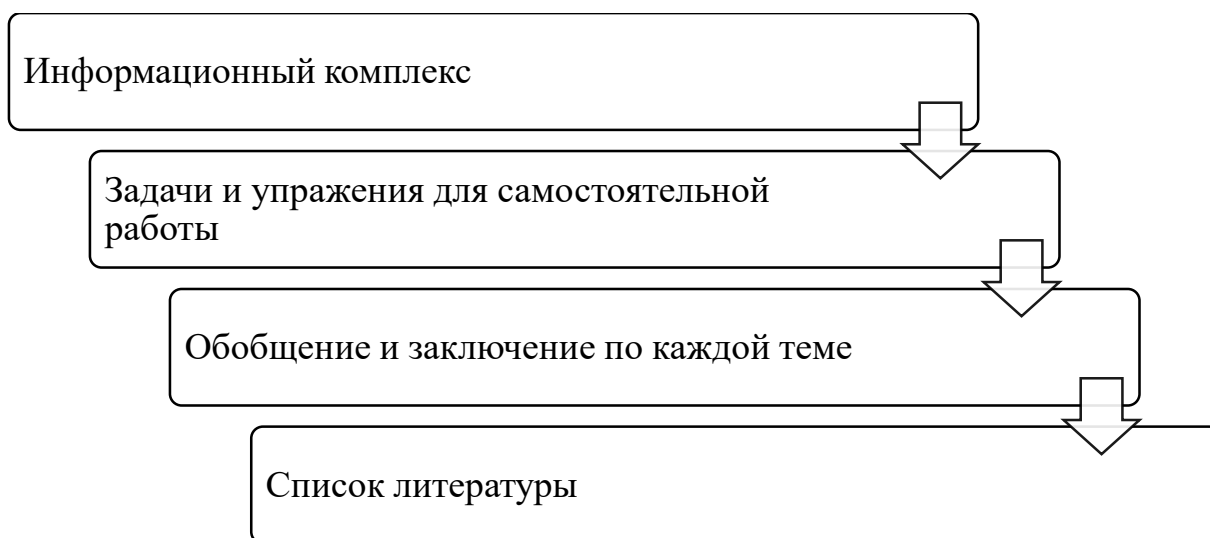 Информационный комплекс
Задачи и упражения для самостоятельной
работы
Обобщение и заключение по каждой теме
Список литературы